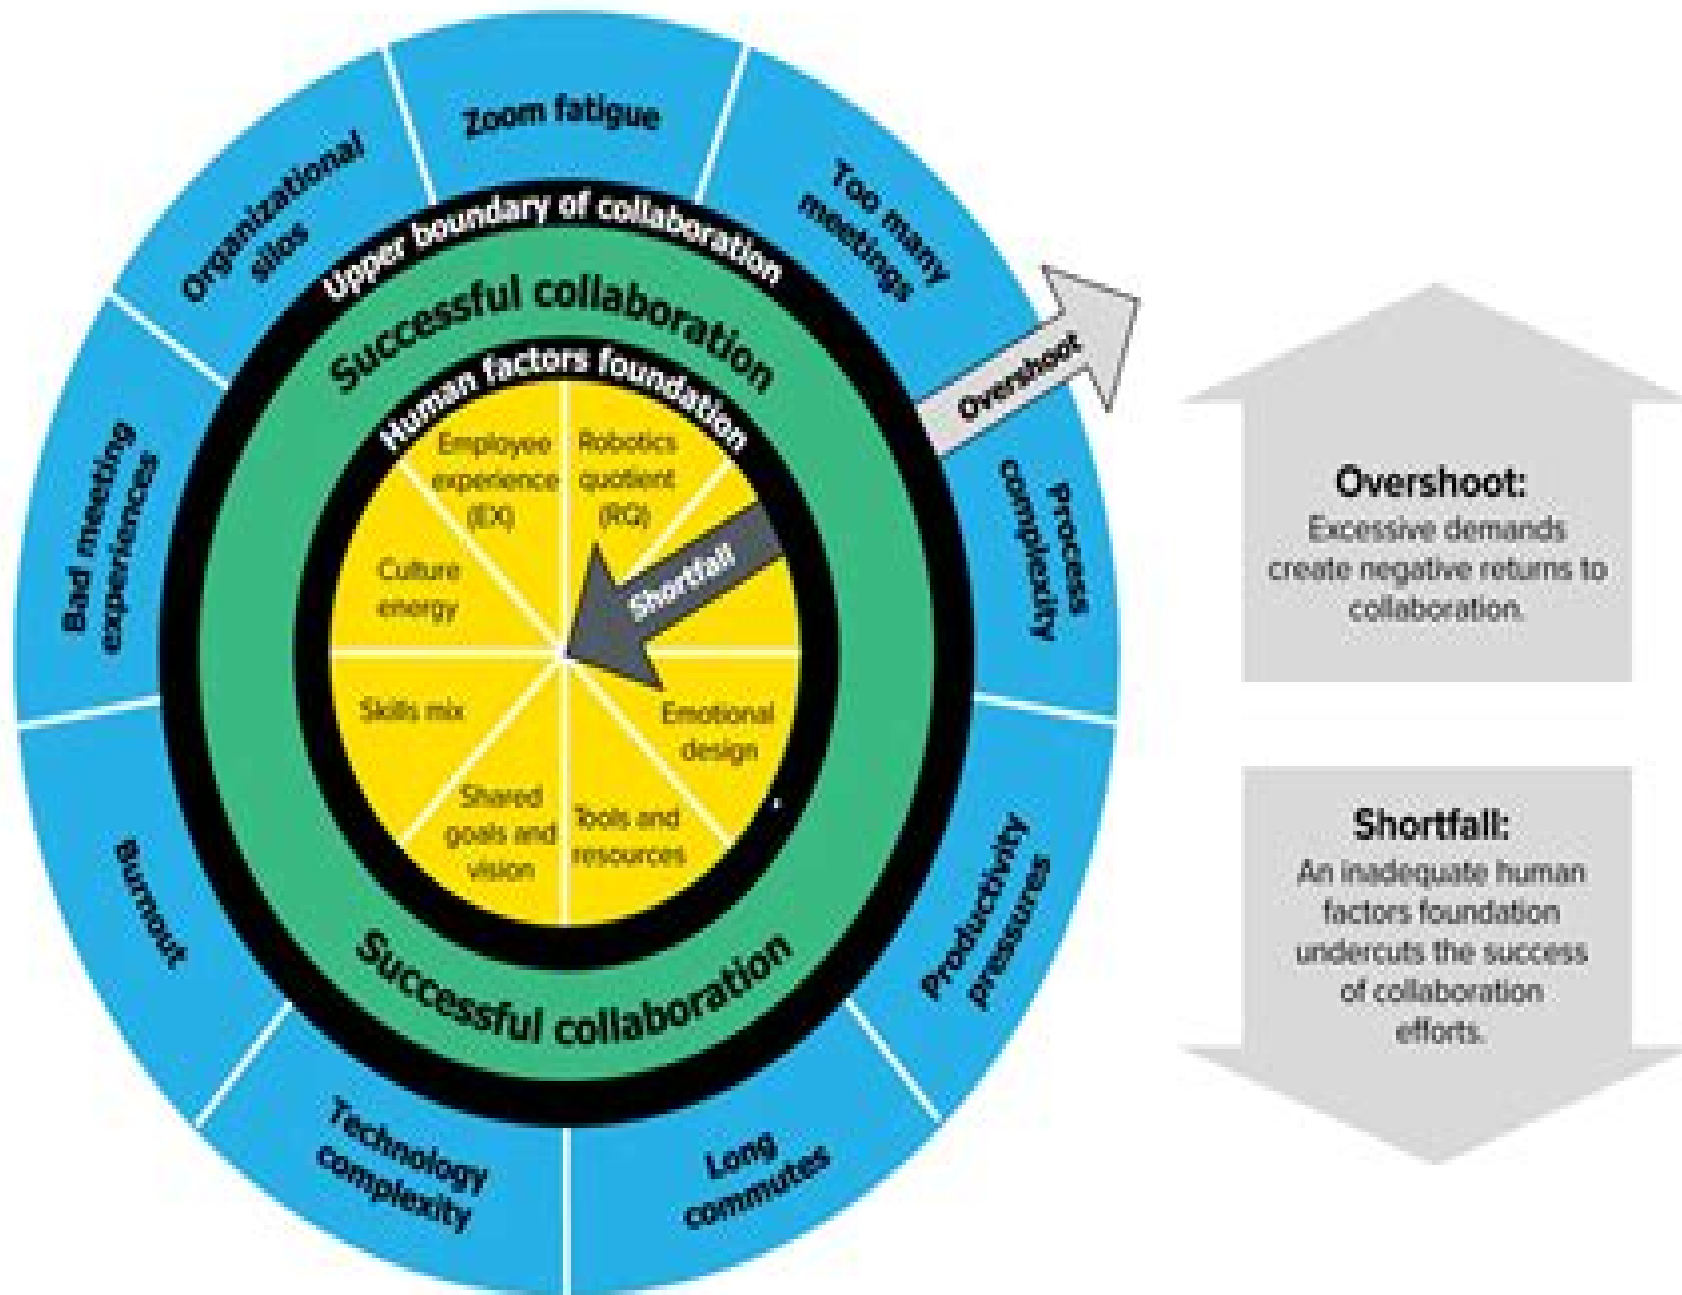 Zoom fatigue
Too many
meetings
Process
complexity
Productivity
pressures
Long
commutes
Technology
complexity
Burnout
Bad meeting
experiences
Organizational
silos
Upper boundary of collaboration
Successful collaboration
Human factors foundation
Employee
experience
(EX)
Robotics
quotient
(RQ)
Culture
energy
Skills mix
Shared
goals and
vision
Tools and
resources
Emotional
design
Shortfall
Overshoot
Successful collaboration
Overshoot:
Excessive demands
create negative returns to
collaboration.
Shortfall:
An inadequate human
factors foundation
undercuts the success
of collaboration
efforts.